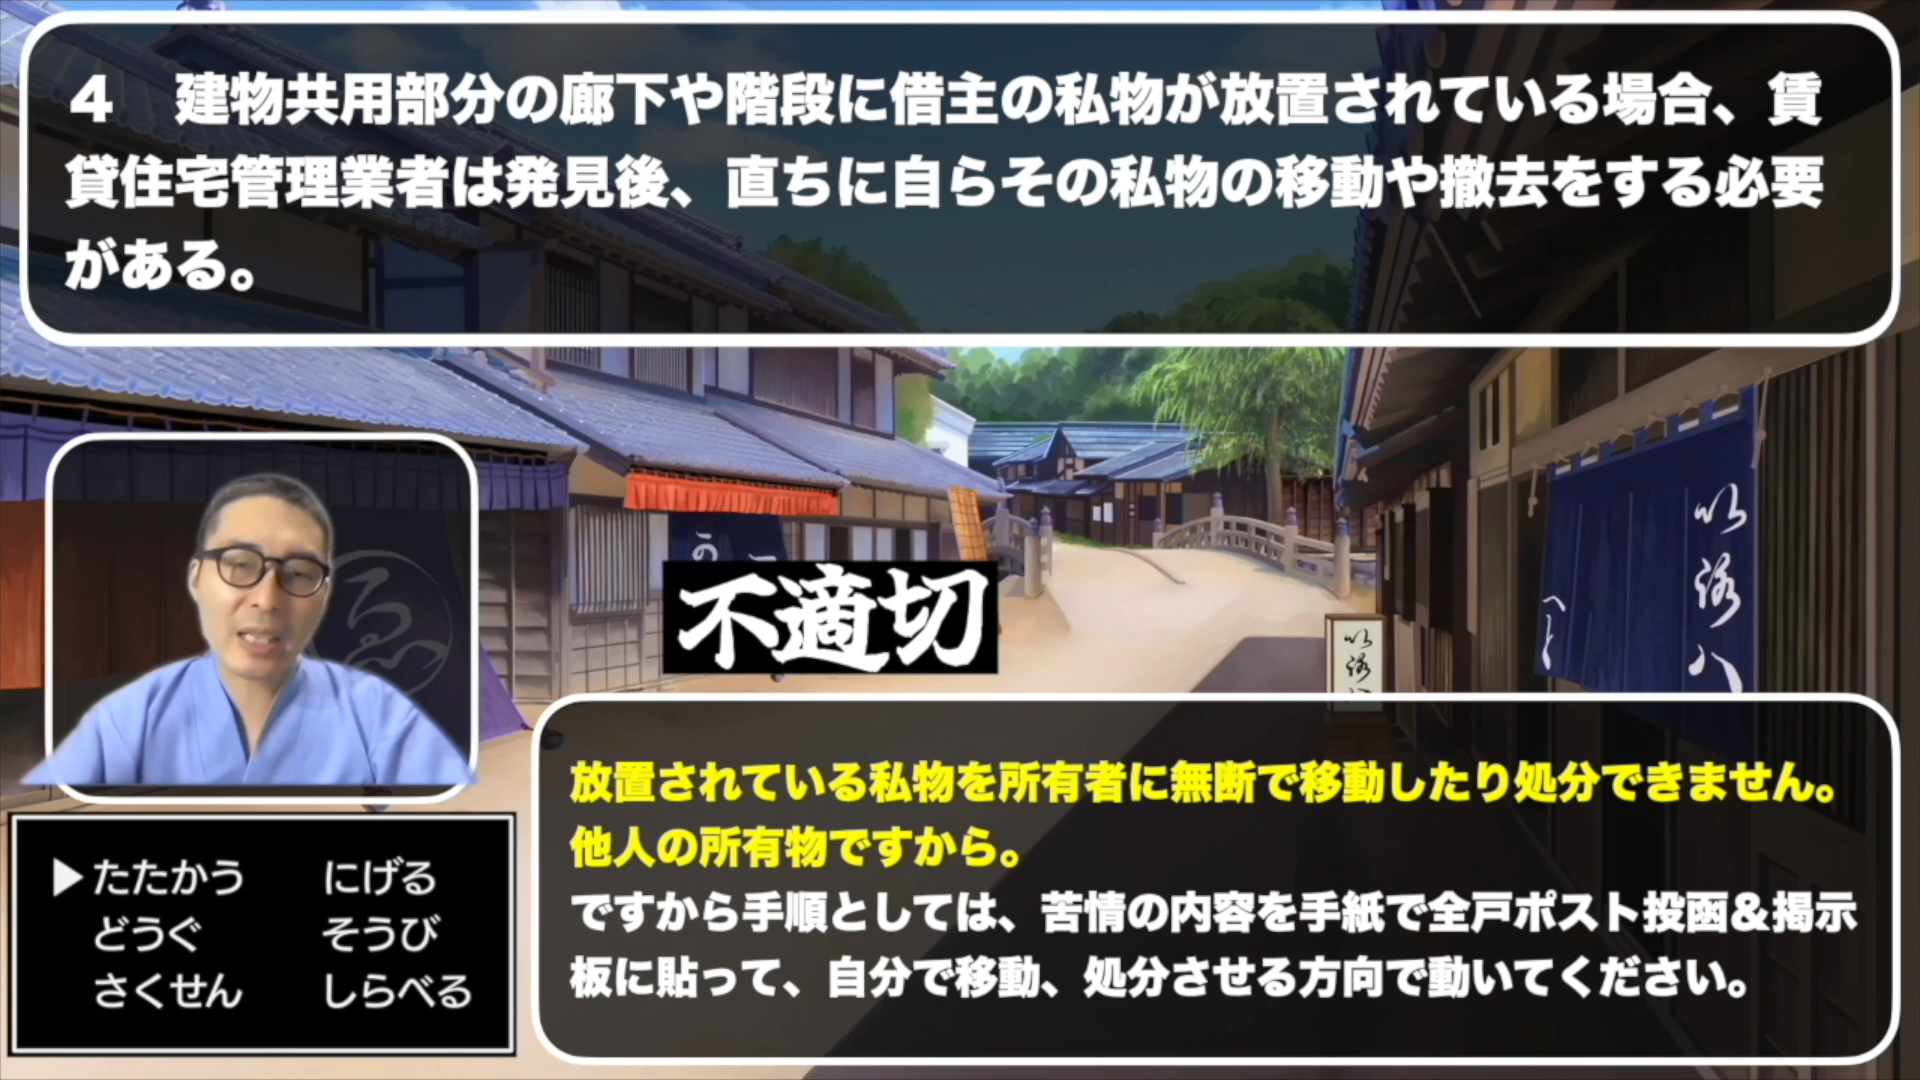 ４　建物共用部分の廊下や階段に借主の私物が放置されている場合、賃
貸住宅管理業者は発見後、直ちに自らその私物の移動や撤去をする必要
がある。
う
不適切
ゑ
放置されている私物を所有者に無断で移動したり処分できません。
他人の所有物ですから。
ですから手順としては、苦情の内容を手紙で全戸ポスト投函＆掲示
板に貼って、自分で移動、処分させる方向で動いてください。
▶たたかう　にげる
どうぐ　そうび
さくせん　しらべる